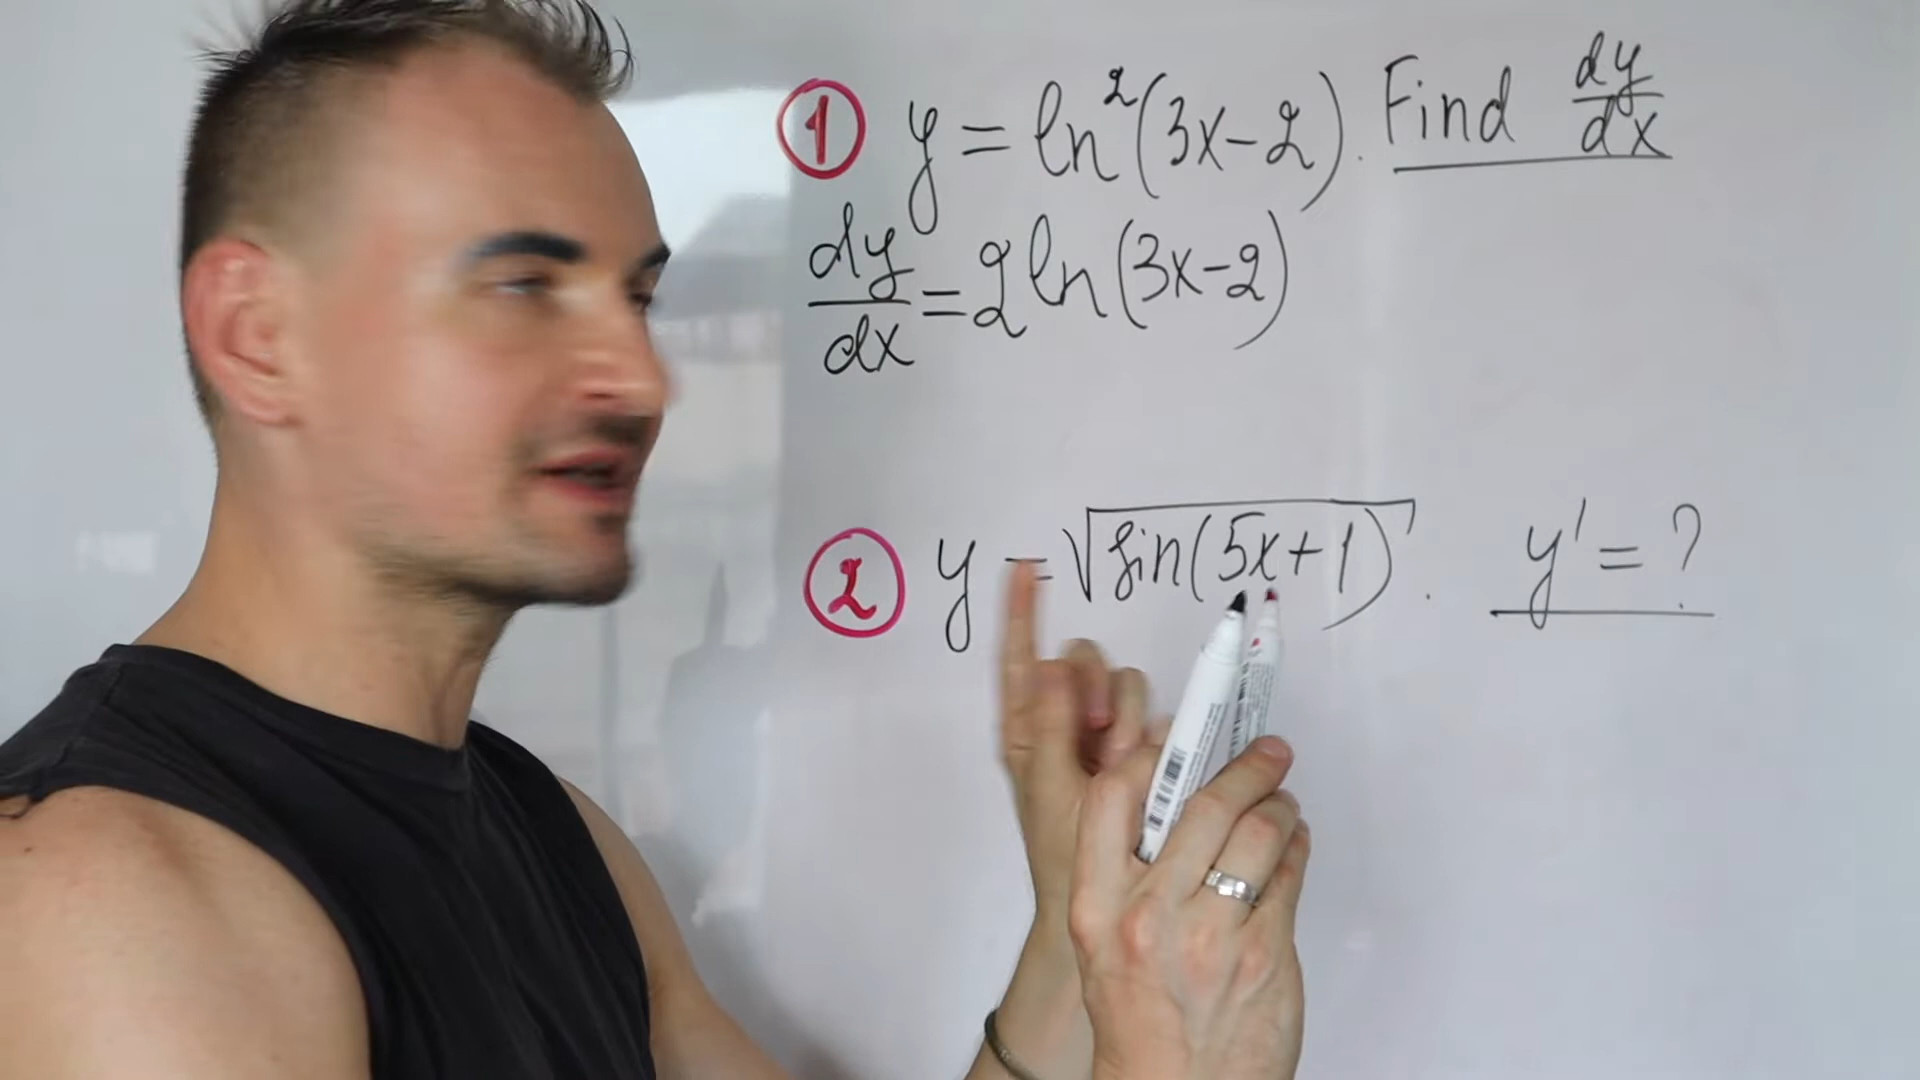 ① y = ln²(3x-2). Find dy/dx
dy/dx = 2ln(3x-2)
② y = √sin(5x+1). y' = ?